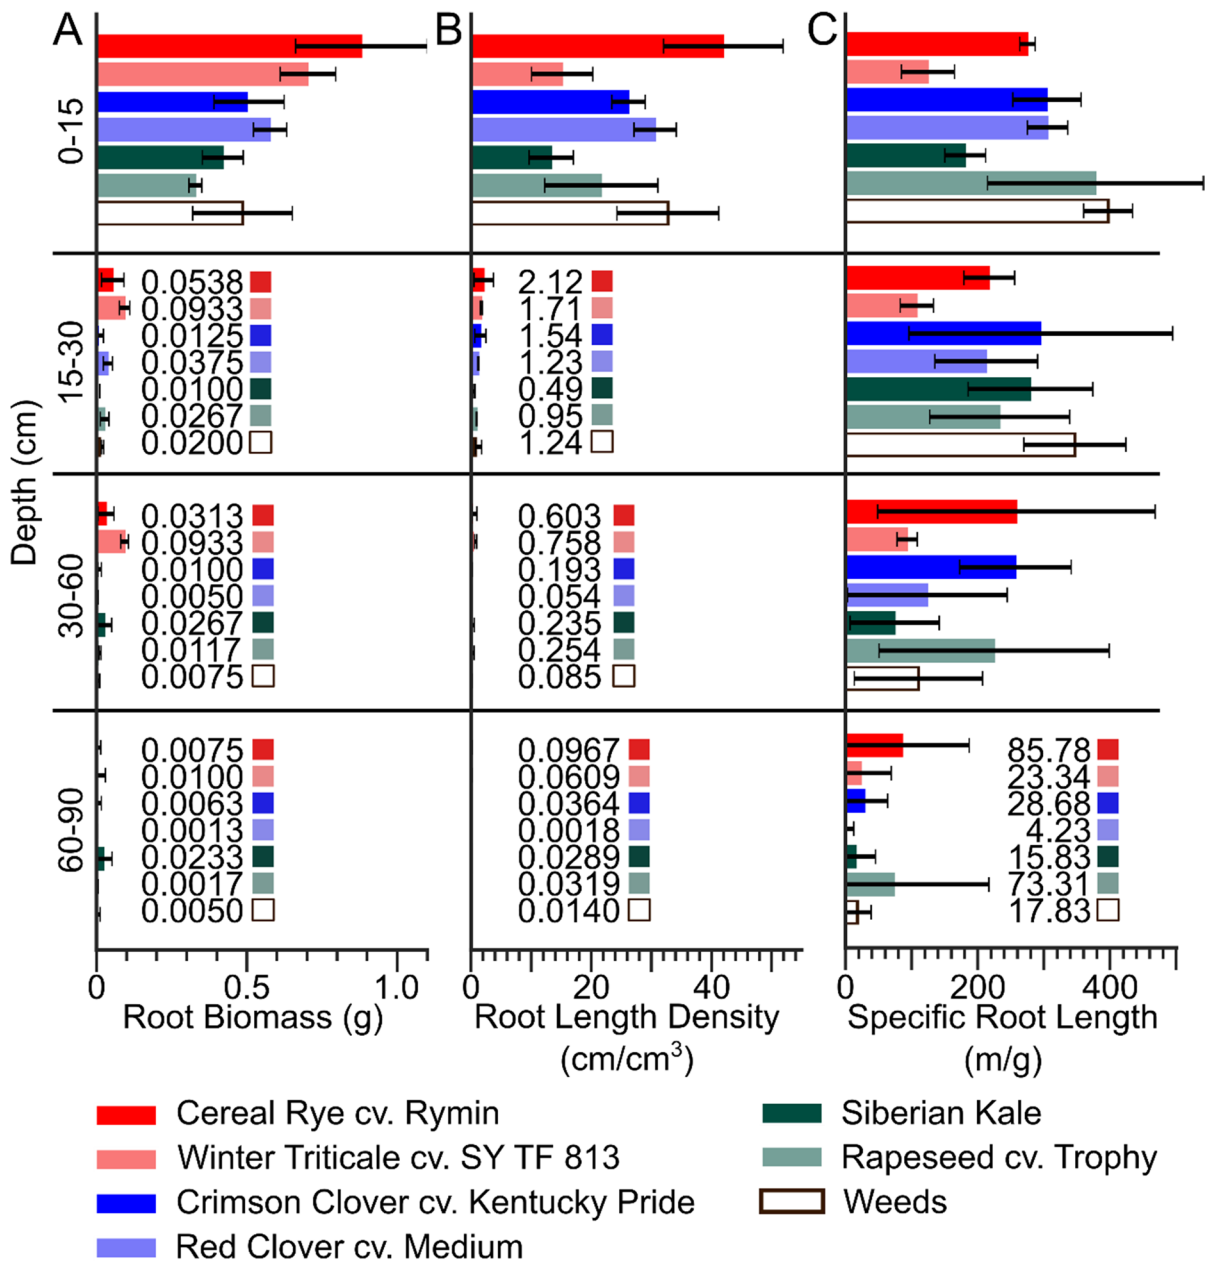 A
B
C
Depth (cm)
0-15
15-30
0.0538
0.0933
0.0125
0.0375
0.0100
0.0267
0.0200
2.12
1.71
1.54
1.23
0.49
0.95
1.24
30-60
0.0313
0.0933
0.0100
0.0050
0.0267
0.0117
0.0075
0.603
0.758
0.193
0.054
0.235
0.254
0.085
60-90
0.0075
0.0100
0.0063
0.0013
0.0233
0.0017
0.0050
0.0967
0.0609
0.0364
0.0018
0.0289
0.0319
0.0140
85.78
23.34
28.68
4.23
15.83
73.31
17.83
0 0.5 1.0
Root Biomass (g)
0 20 40
Root Length Density
(cm/cm³)
0 200 400
Specific Root Length
(m/g)
Cereal Rye cv. Rymin
Winter Triticale cv. SY TF 813
Crimson Clover cv. Kentucky Pride
Red Clover cv. Medium
Siberian Kale
Rapeseed cv. Trophy
Weeds